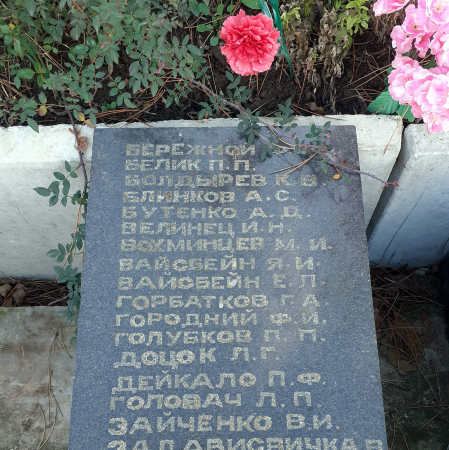 БЕРЕЖНОЙ
БЕЛИК П.П.
БОЛДЫРЕВ К.В.
БЛИНКОВ А.С.
БУТЕНКО А.Д.
ВЕЛИНЕЦ И.Н.
ВОХМИНЦЕВ М.И.
ВАЙСБЕЙН Я.И.
ВАЙСБЕЙН Е.Л.
ГОРБАТКОВ Г.А.
ГОРОДНИЙ Ф.И.
ГОЛУБКОВ П.П.
ДОЦОК Л.Г.
ДЕЙКАЛО П.Ф.
ГОЛОВАЧ Л.П.
ЗАЙЧЕНКО В.И.